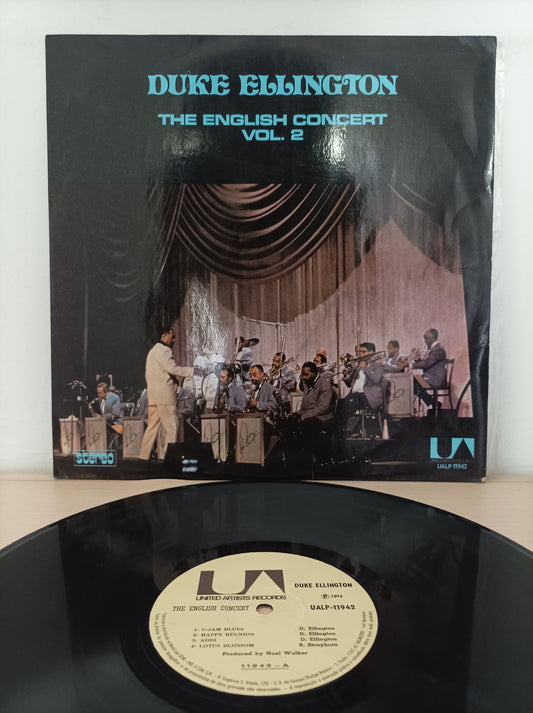 DUKE ELLINGTON
THE ENGLISH CONCERT
VOL. 2
stereo
UA
UALP 11942
UA
UNITED ARTISTS RECORDS
DUKE ELLINGTON
Ⓟ 1974
UALP-11942
THE ENGLISH CONCERT
1- C-JAM BLUES D. Ellington
2- HAPPY REUNION D. Ellington
3- ADDI D. Ellington
4- LOTUS BLOSSOM B. Strayhorn
Produced by Noel Walker
11942-A